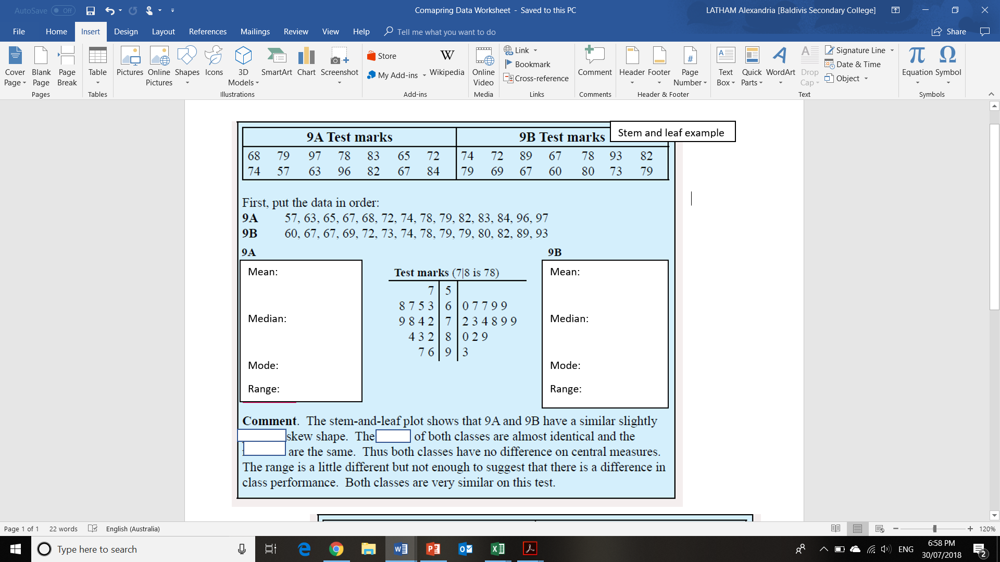 AutoSave Off
Comapring Data Worksheet - Saved to this PC
LATHAM Alexandria [Baldivis Secondary College]
File Home Insert Design Layout References Mailings Review View Help Tell me what you want to do
Share
Cover Page
Blank Page
Page Break
Pages
Table
Tables
Pictures
Online Pictures
Shapes
Icons
3D Models
SmartArt
Chart
Screenshot
Illustrations
Store
My Add-ins
W
Wikipedia
Add-ins
Online Video
Media
Link
Bookmark
Cross-reference
Links
Comment
Comments
Header
Footer
Page Number
Header & Footer
Text Box
Quick Parts
WordArt
Drop Cap
Signature Line
Date & Time
Object
Text
π
Equation
Ω
Symbol
Symbols
Stem and leaf example
9A Test marks 9B Test marks
68 79 97 78 83 65 72 74 72 89 67 78 93 82
74 57 63 96 82 67 84 79 69 67 60 80 73 79
First, put the data in order:
9A 57, 63, 65, 67, 68, 72, 74, 78, 79, 82, 83, 84, 96, 97
9B 60, 67, 67, 69, 72, 73, 74, 78, 79, 79, 80, 82, 89, 93
9A
Mean:
Median:
Mode:
Range:
Test marks (7|8 is 78)
7 | 5 |
8 7 5 3 | 6 | 0 7 7 9 9
9 8 4 2 | 7 | 2 3 4 8 9 9
4 3 2 | 8 | 0 2 9
7 6 | 9 | 3
9B
Mean:
Median:
Mode:
Range:
Comment. The stem-and-leaf plot shows that 9A and 9B have a similar slightly
skew shape. The of both classes are almost identical and the
are the same. Thus both classes have no difference on central measures.
The range is a little different but not enough to suggest that there is a difference in
class performance. Both classes are very similar on this test.
Page 1 of 1 22 words English (Australia)
120%
Type here to search
ENG
6:58 PM
30/07/2018
2